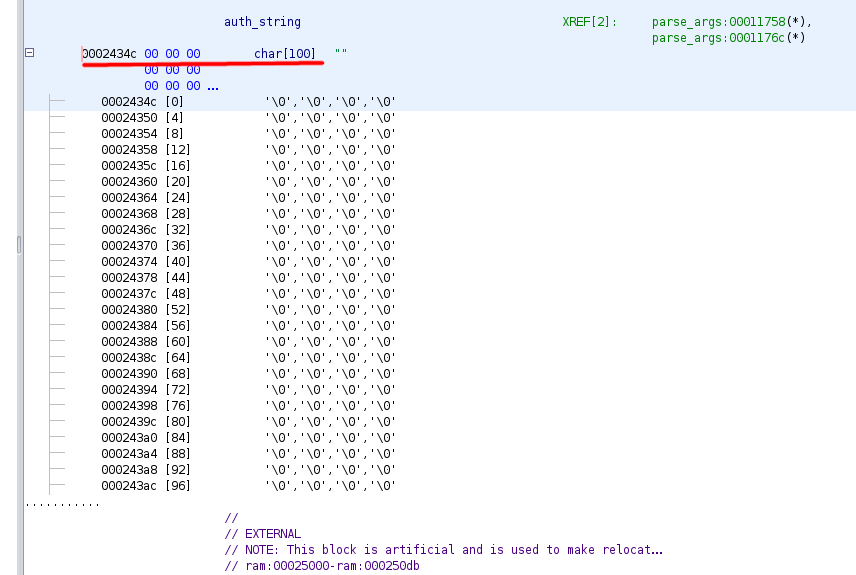 auth_string XREF[2]: parse_args:00011758(*),
parse_args:0001176c(*)
0002434c 00 00 00 char[100] ""
00 00 00
00 00 00 ...
0002434c [0] '\0','\0','\0','\0'
00024350 [4] '\0','\0','\0','\0'
00024354 [8] '\0','\0','\0','\0'
00024358 [12] '\0','\0','\0','\0'
0002435c [16] '\0','\0','\0','\0'
00024360 [20] '\0','\0','\0','\0'
00024364 [24] '\0','\0','\0','\0'
00024368 [28] '\0','\0','\0','\0'
0002436c [32] '\0','\0','\0','\0'
00024370 [36] '\0','\0','\0','\0'
00024374 [40] '\0','\0','\0','\0'
00024378 [44] '\0','\0','\0','\0'
0002437c [48] '\0','\0','\0','\0'
00024380 [52] '\0','\0','\0','\0'
00024384 [56] '\0','\0','\0','\0'
00024388 [60] '\0','\0','\0','\0'
0002438c [64] '\0','\0','\0','\0'
00024390 [68] '\0','\0','\0','\0'
00024394 [72] '\0','\0','\0','\0'
00024398 [76] '\0','\0','\0','\0'
0002439c [80] '\0','\0','\0','\0'
000243a0 [84] '\0','\0','\0','\0'
000243a4 [88] '\0','\0','\0','\0'
000243a8 [92] '\0','\0','\0','\0'
000243ac [96] '\0','\0','\0','\0'
//
// EXTERNAL
// NOTE: This block is artificial and is used to make relocat...
// ram:00025000-ram:000250db